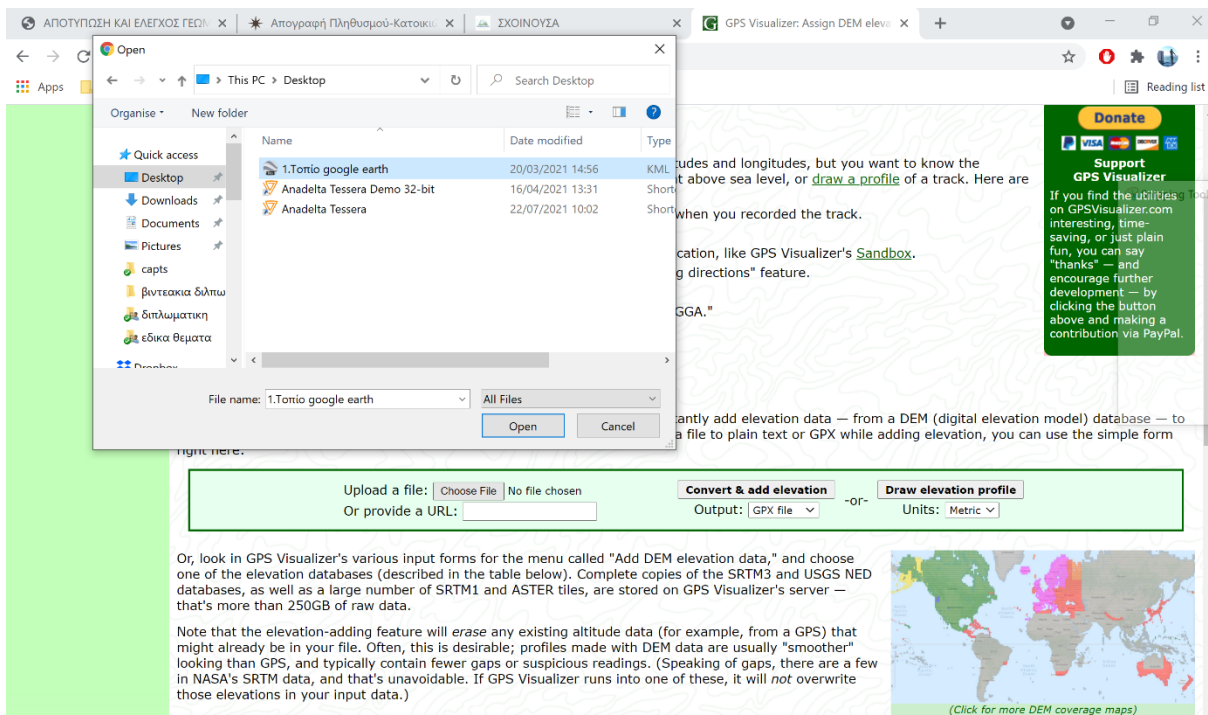 ΑΠΟΤΥΠΩΣΗ ΚΑΙ ΕΛΕΓΧΟΣ ΓΕΩΝ
Απογραφή Πληθυσμού-Κατοικιώ
ΣΧΟΙΝΟΥΣΑ
GPS Visualizer: Assign DEM eleva
Apps
Reading list
Open
This PC > Desktop
Search Desktop
Organise
New folder
Name
Date modified
Type
Quick access
Desktop
Downloads
Documents
Pictures
capts
βιντεακια διλπω
διπλωματικη
εδικα θεματα
Dropbox
1.Τοπίο google earth 20/03/2021 14:56 KML
Anadelta Tessera Demo 32-bit 16/04/2021 13:31 Short
Anadelta Tessera 22/07/2021 10:02 Short
File name: 1.Τοπίο google earth
All Files
Open
Cancel
tudes and longitudes, but you want to know the
t above sea level, or draw a profile of a track. Here are
when you recorded the track.
cation, like GPS Visualizer's Sandbox.
g directions" feature.
GGA."
Donate
VISA
Support
GPS Visualizer
If you find the utilities
on GPSVisualizer.com
interesting, time-
saving, or just plain
fun, you can say
"thanks" — and
encourage further
development — by
clicking the button
above and making a
contribution via PayPal.
tantly add elevation data — from a DEM (digital elevation model) database — to
a file to plain text or GPX while adding elevation, you can use the simple form
right here:
Upload a file: Choose File No file chosen
Or provide a URL:
Convert & add elevation
Output: GPX file
-or-
Draw elevation profile
Units: Metric
Or, look in GPS Visualizer's various input forms for the menu called "Add DEM elevation data," and choose
one of the elevation databases (described in the table below). Complete copies of the SRTM3 and USGS NED
databases, as well as a large number of SRTM1 and ASTER tiles, are stored on GPS Visualizer's server —
that's more than 250GB of raw data.
Note that the elevation-adding feature will erase any existing altitude data (for example, from a GPS) that
might already be in your file. Often, this is desirable; profiles made with DEM data are usually "smoother"
looking than GPS, and typically contain fewer gaps or suspicious readings. (Speaking of gaps, there are a few
in NASA's SRTM data, and that's unavoidable. If GPS Visualizer runs into one of these, it will not overwrite
those elevations in your input data.)
(Click for more DEM coverage maps)